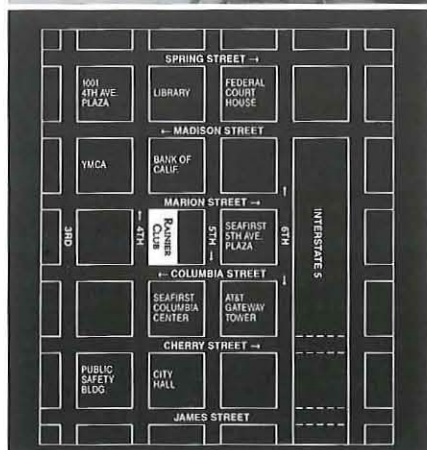 SPRING STREET →
1001
4TH AVE.
PLAZA
LIBRARY
FEDERAL
COURT
HOUSE
← MADISON STREET
YMCA
BANK OF
CALIF.
MARION STREET →
3RD
← 4TH
RAINIER
CLUB
5TH →
SEAFIRST
5TH AVE.
PLAZA
← 6TH →
INTERSTATE 5
← COLUMBIA STREET
SEAFIRST
COLUMBIA
CENTER
AT&T
GATEWAY
TOWER
CHERRY STREET →
PUBLIC
SAFETY
BLDG.
CITY
HALL
JAMES STREET